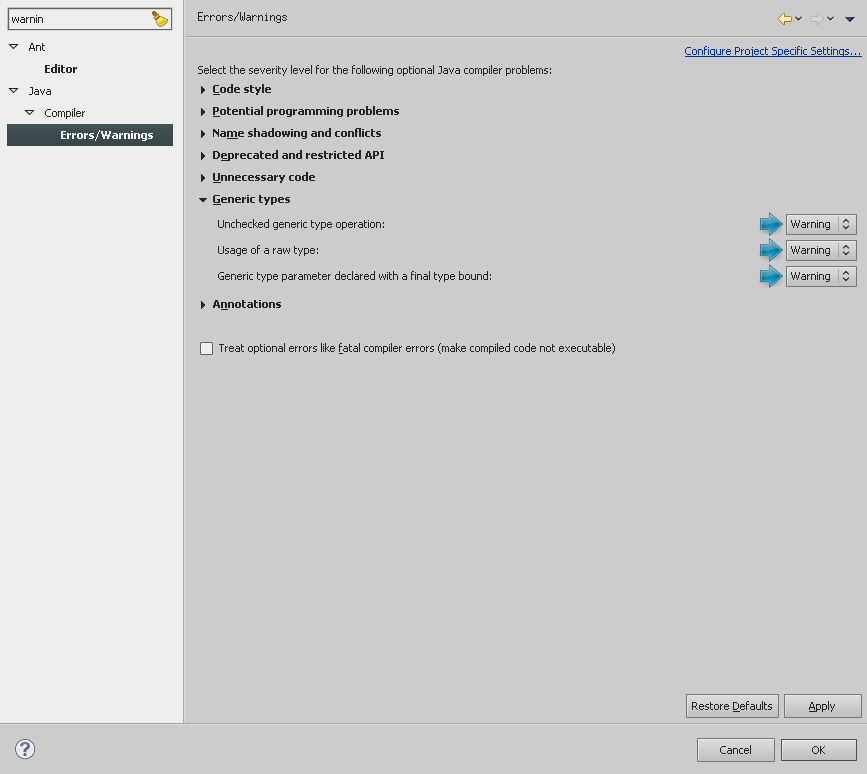 warnin
Ant
Editor
Java
Compiler
Errors/Warnings
Errors/Warnings
Configure Project Specific Settings...
Select the severity level for the following optional Java compiler problems:
Code style
Potential programming problems
Name shadowing and conflicts
Deprecated and restricted API
Unnecessary code
Generic types
Unchecked generic type operation: Warning
Usage of a raw type: Warning
Generic type parameter declared with a final type bound: Warning
Annotations
Treat optional errors like fatal compiler errors (make compiled code not executable)
Restore Defaults Apply
? Cancel OK